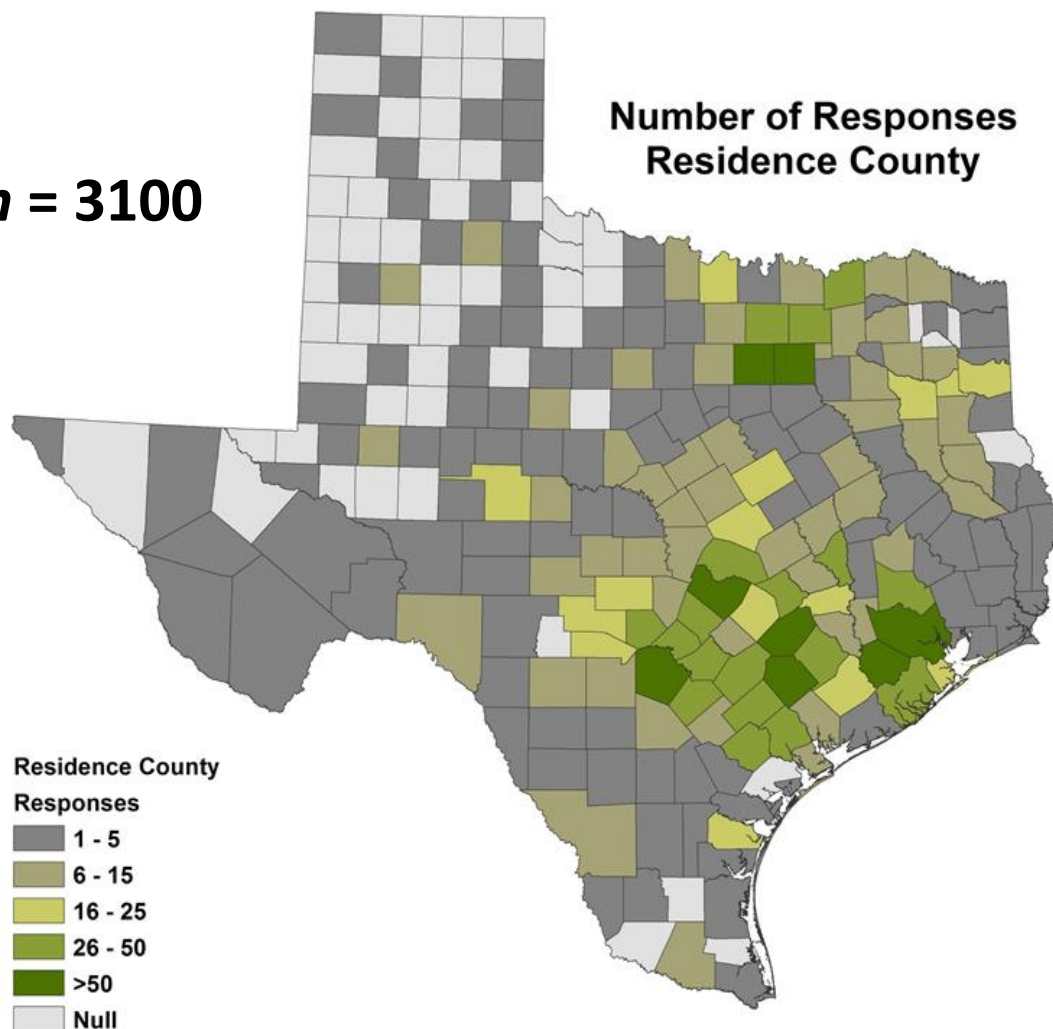 Number of Responses
Residence County
n = 3100
Residence County
Responses
1 - 5
6 - 15
16 - 25
26 - 50
>50
Null